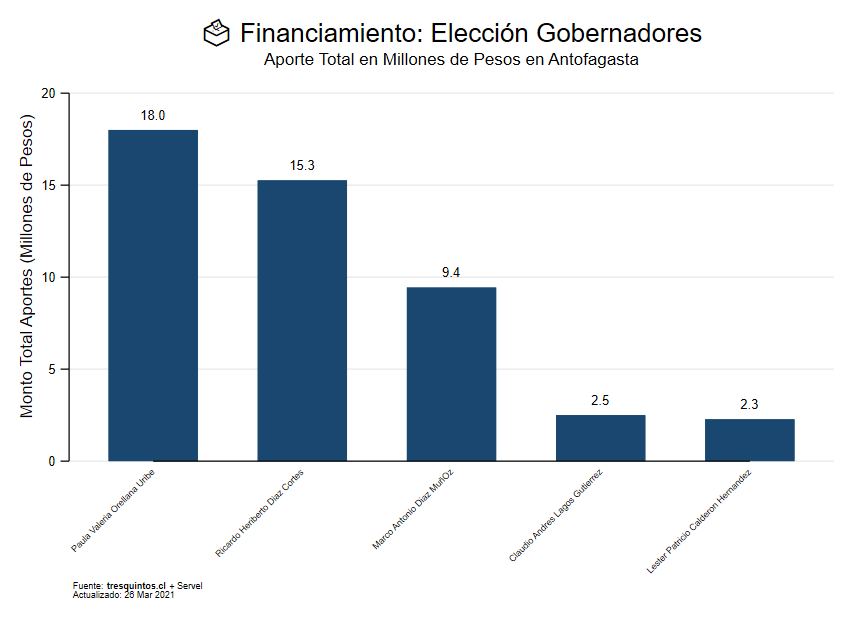 Financiamiento: Elección Gobernadores
Aporte Total en Millones de Pesos en Antofagasta
Monto Total Aportes (Millones de Pesos)
20
15
10
5
0
18.0
15.3
9.4
2.5
2.3
Paula Valeria Orellana Uribe
Ricardo Heriberto Diaz Cortes
Marco Antonio Diaz MuñOz
Claudio Andres Lagos Gutierrez
Lester Patricio Calderon Hernandez
Fuente: tresquintos.cl + Servel
Actualizado: 26 Mar 2021